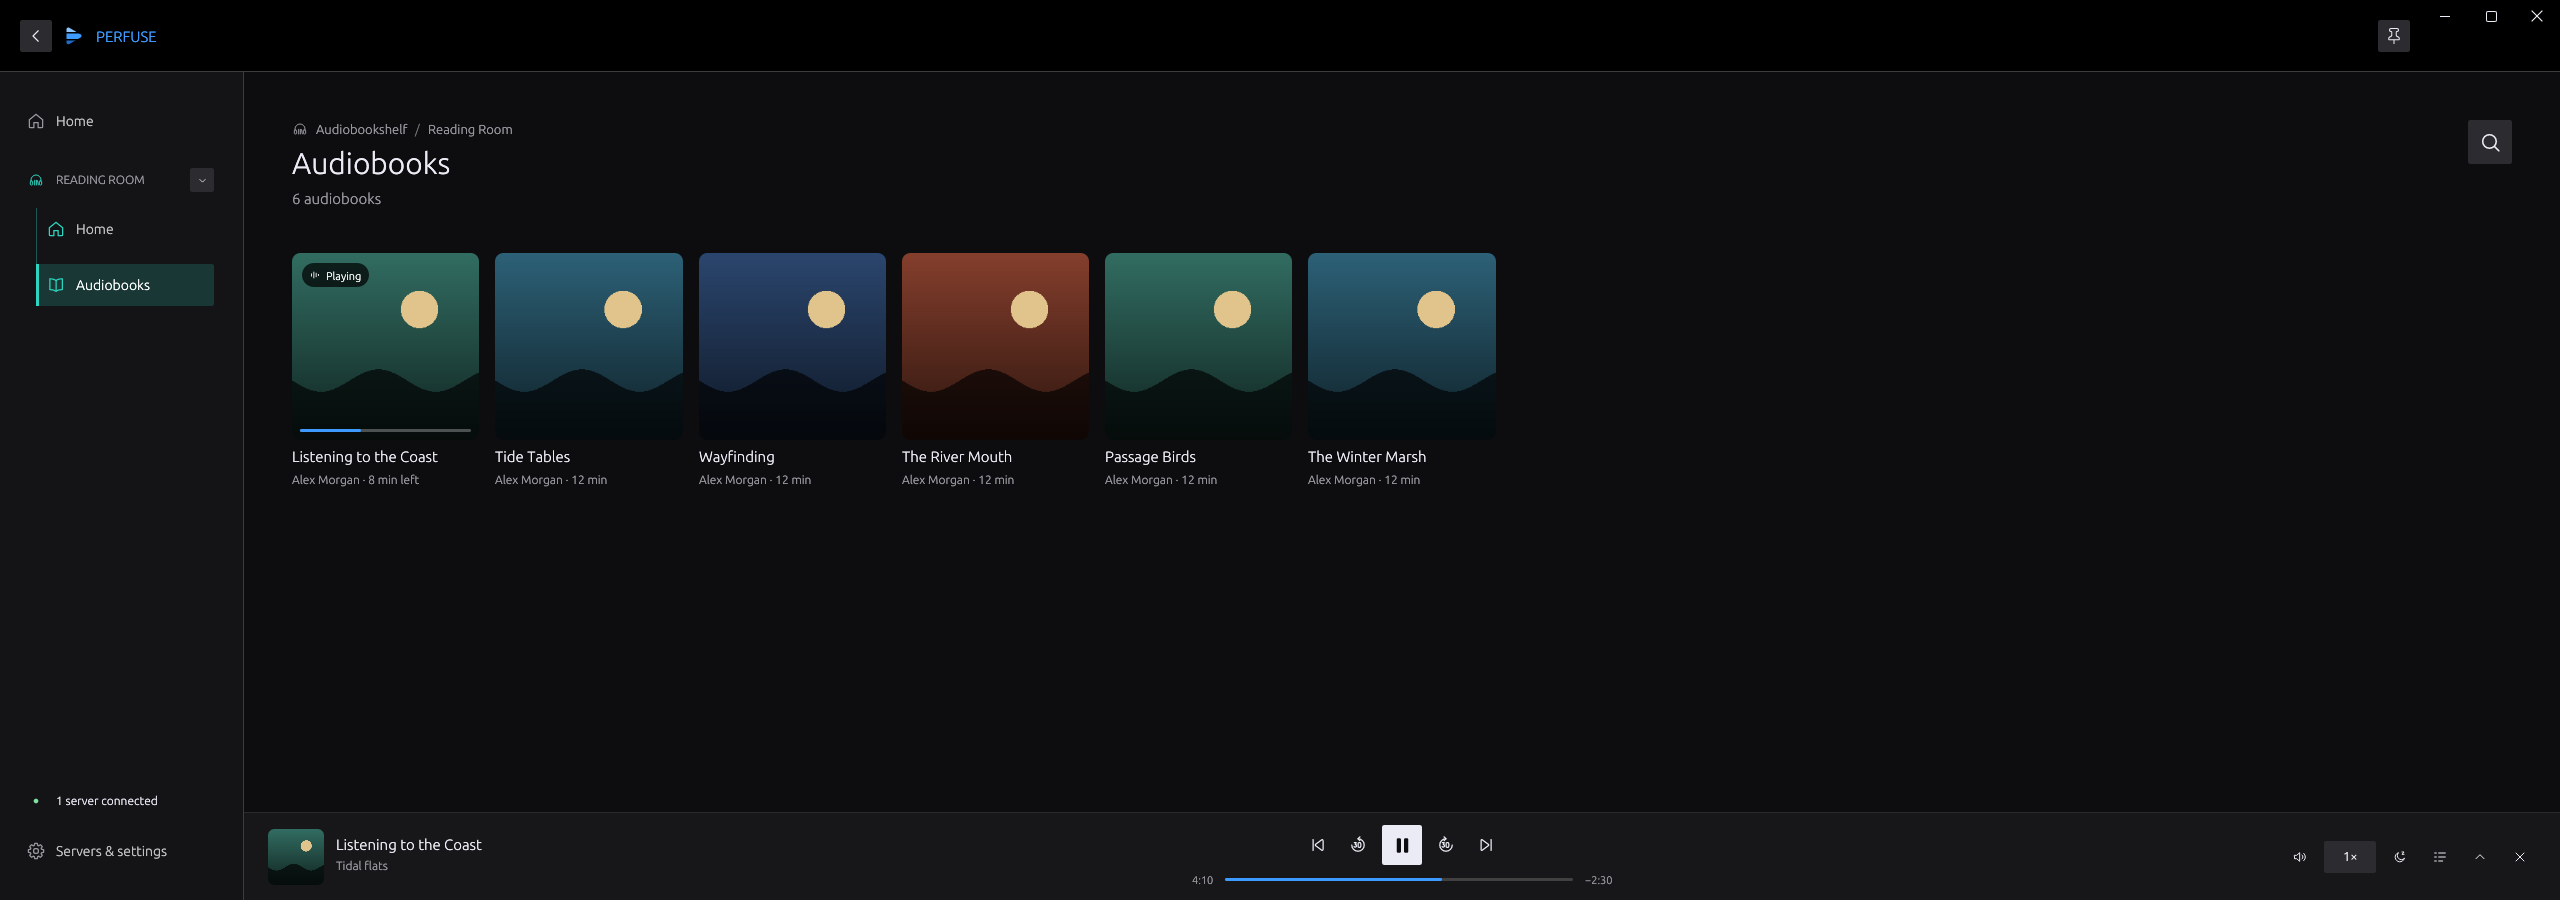 PERFUSE
Home
READING ROOM
Home
Audiobooks
1 server connected
Servers & settings
Audiobookshelf / Reading Room
Audiobooks
6 audiobooks
Playing
Listening to the Coast
Alex Morgan · 8 min left
Tide Tables
Alex Morgan · 12 min
Wayfinding
Alex Morgan · 12 min
The River Mouth
Alex Morgan · 12 min
Passage Birds
Alex Morgan · 12 min
The Winter Marsh
Alex Morgan · 12 min
Listening to the Coast
Tidal flats
30
30
4:10
−2:30
1×